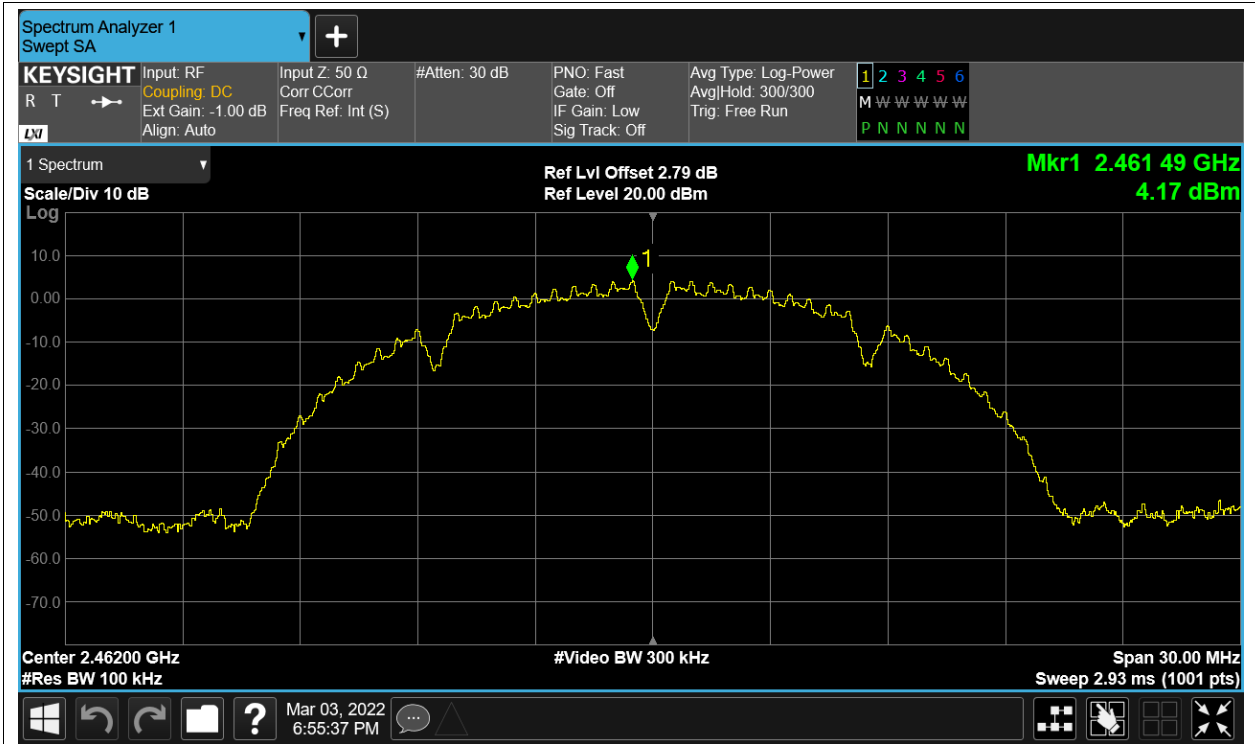 Spectrum Analyzer 1
Swept SA
+
KEYSIGHT
R T
LXI
Input: RF
Coupling: DC
Ext Gain: -1.00 dB
Align: Auto
Input Z: 50 Ω
Corr CCorr
Freq Ref: Int (S)
#Atten: 30 dB
PNO: Fast
Gate: Off
IF Gain: Low
Sig Track: Off
Avg Type: Log-Power
Avg|Hold: 300/300
Trig: Free Run
1 2 3 4 5 6
M W W W W W
P N N N N N
1 Spectrum
Scale/Div 10 dB
Ref Lvl Offset 2.79 dB
Ref Level 20.00 dBm
Mkr1 2.461 49 GHz
4.17 dBm
Log
10.0
0.00
-10.0
-20.0
-30.0
-40.0
-50.0
-60.0
-70.0
1
Center 2.46200 GHz
#Res BW 100 kHz
#Video BW 300 kHz
Span 30.00 MHz
Sweep 2.93 ms (1001 pts)
?
Mar 03, 2022
6:55:37 PM